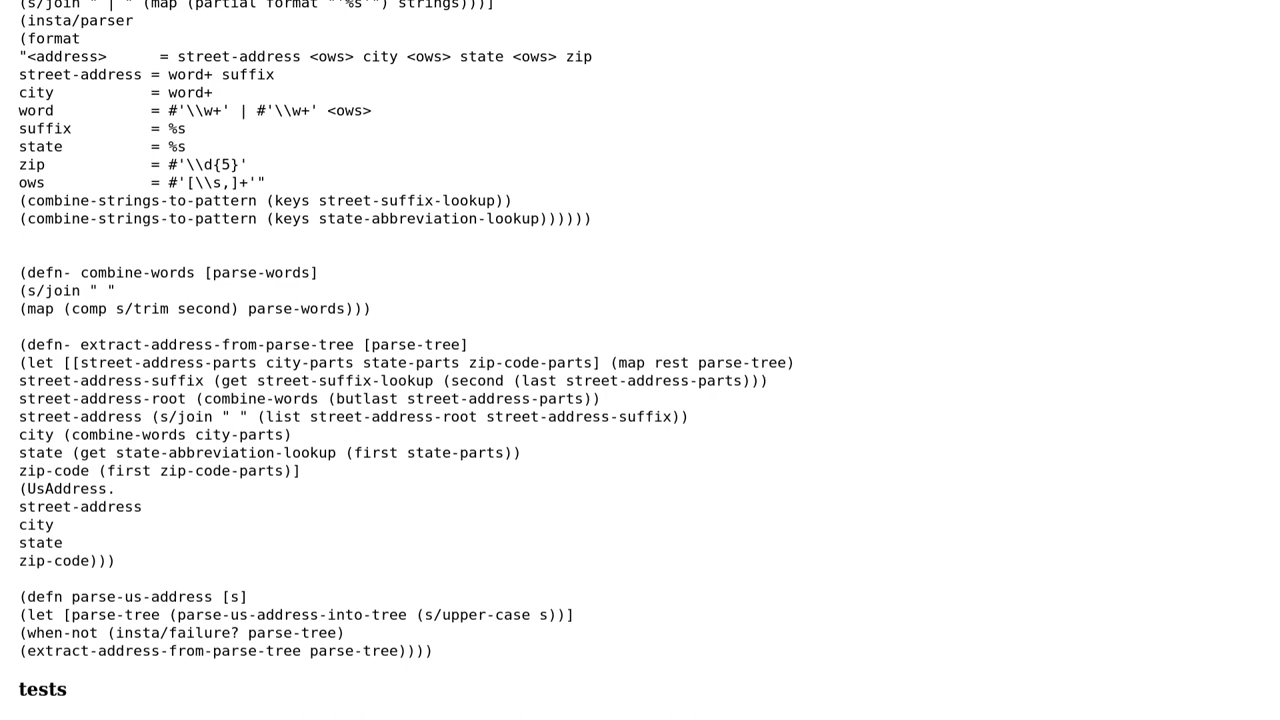 (s/join " | " (map (partial format "'%s'") strings)))]
(insta/parser
(format
"<address>      = street-address <ows> city <ows> state <ows> zip
street-address = word+ suffix
city           = word+
word           = #'\\w+' | #'\\w+' <ows>
suffix         = %s
state          = %s
zip            = #'\\d{5}'
ows            = #'[\\s,]+'"
(combine-strings-to-pattern (keys street-suffix-lookup))
(combine-strings-to-pattern (keys state-abbreviation-lookup))))))
(defn- combine-words [parse-words]
(s/join " "
(map (comp s/trim second) parse-words)))
(defn- extract-address-from-parse-tree [parse-tree]
(let [[street-address-parts city-parts state-parts zip-code-parts] (map rest parse-tree)
street-address-suffix (get street-suffix-lookup (second (last street-address-parts)))
street-address-root (combine-words (butlast street-address-parts))
street-address (s/join " " (list street-address-root street-address-suffix))
city (combine-words city-parts)
state (get state-abbreviation-lookup (first state-parts))
zip-code (first zip-code-parts)]
(UsAddress.
street-address
city
state
zip-code)))
(defn parse-us-address [s]
(let [parse-tree (parse-us-address-into-tree (s/upper-case s))]
(when-not (insta/failure? parse-tree)
(extract-address-from-parse-tree parse-tree))))
tests